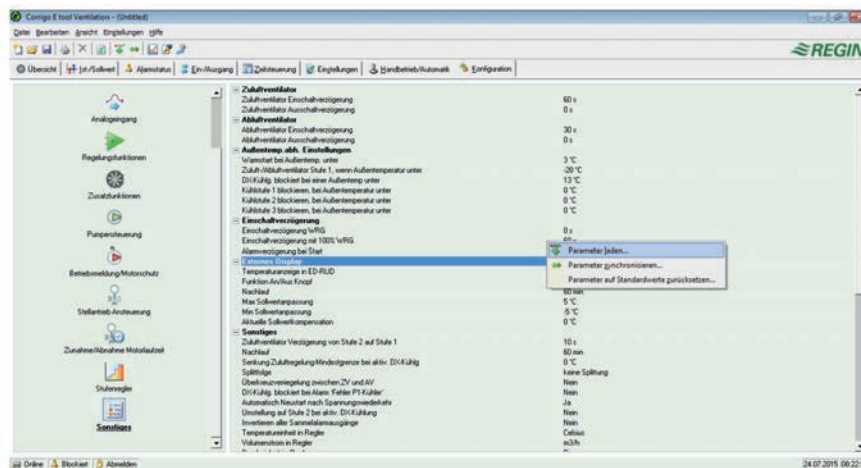 Corrigo E tool Ventilation - (Untitled)
Datei Bearbeiten Ansicht Einstellungen Hilfe
REGIN
Übersicht Ist-/Sollwert Alarmstatus Ein-/Ausgang Zeitsteuerung Einstellungen Handbetrieb/Automatik Konfiguration
Analogeingang
Regelungsfunktionen
Zusatzfunktionen
Pumpensteuerung
Betriebsmeldung/Motorschutz
Stellantrieb Ansteuerung
Zunahme/Abnahme Motorlaufzeit
Stufenregler
Sonstiges
Zuluftventilator
Zuluftventilator Einschaltverzögerung 60 s
Zuluftventilator Ausschaltverzögerung 0 s
Abluftventilator
Abluftventilator Einschaltverzögerung 30 s
Abluftventilator Ausschaltverzögerung 0 s
Außentemp.abh. Einstellungen
Warmstart bei Außentemp. unter 3 °C
Zuluft-/Abluftventilator Stufe 1, wenn Außentemperatur unter -20 °C
DX-Kühlg. blockiert bei einer Außentemp unter 13 °C
Kühlstufe 1 blockieren, bei Außentemperatur unter 0 °C
Kühlstufe 2 blockieren, bei Außentemperatur unter 0 °C
Kühlstufe 3 blockieren, bei Außentemperatur unter 0 °C
Einschaltverzögerung
Einschaltverzögerung WRG 0 s
Einschaltverzögerung mit 100% WRG 60 s
Alarmverzögerung bei Start
Externes Display
Temperaturanzeige in ED-RUD
Funktion An/Aus Knopf
Nachlauf 60 min
Max Sollwertanpassung 5 °C
Min Sollwertanpassung -5 °C
Aktuelle Sollwertkompensation 0 °C
Parameter laden...
Parameter synchronisieren...
Parameter auf Standardwerte zurücksetzen...
Sonstiges
Zuluftventilator Verzögerung von Stufe 2 auf Stufe 1 10 s
Nachlauf 60 min
Senkung Zuluftregelung-Mindestgrenze bei aktiv. DX-Kühlg 0 °C
Splittfolge keine Splittung
Überkreuzverriegelung zwischen ZV und AV Nein
DX-Kühlg. blockiert bei Alarm 'Fehler P1-Kühler' Nein
Automatisch Neustart nach Spannungswiederkehr Ja
Umstellung auf Stufe 2 bei aktiv. DX-Kühlung Nein
Invertieren aller Sammelalarmausgänge Nein
Temperatureinheit in Regler Celsius
Volumenstrom in Regler m3/h
Online Blockiert Abmelden 24.07.2015 08:22